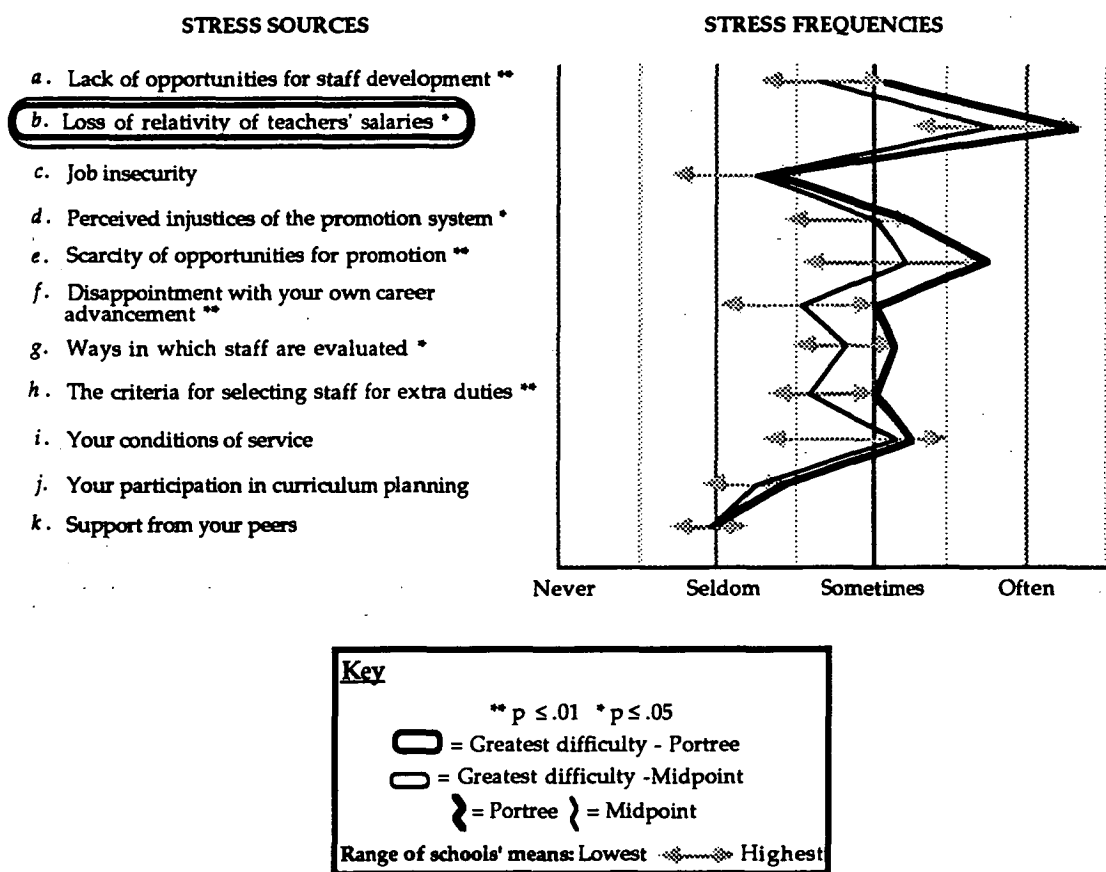 STRESS SOURCES
STRESS FREQUENCIES
a. Lack of opportunities for staff development **
b. Loss of relativity of teachers' salaries *
c. Job insecurity
d. Perceived injustices of the promotion system *
e. Scarcity of opportunities for promotion **
f. Disappointment with your own career
advancement **
g. Ways in which staff are evaluated *
h. The criteria for selecting staff for extra duties **
i. Your conditions of service
j. Your participation in curriculum planning
k. Support from your peers
Never Seldom Sometimes Often
Key
** p ≤ .01 * p ≤ .05
= Greatest difficulty - Portree
= Greatest difficulty -Midpoint
= Portree = Midpoint
Range of schools' means: Lowest Highest